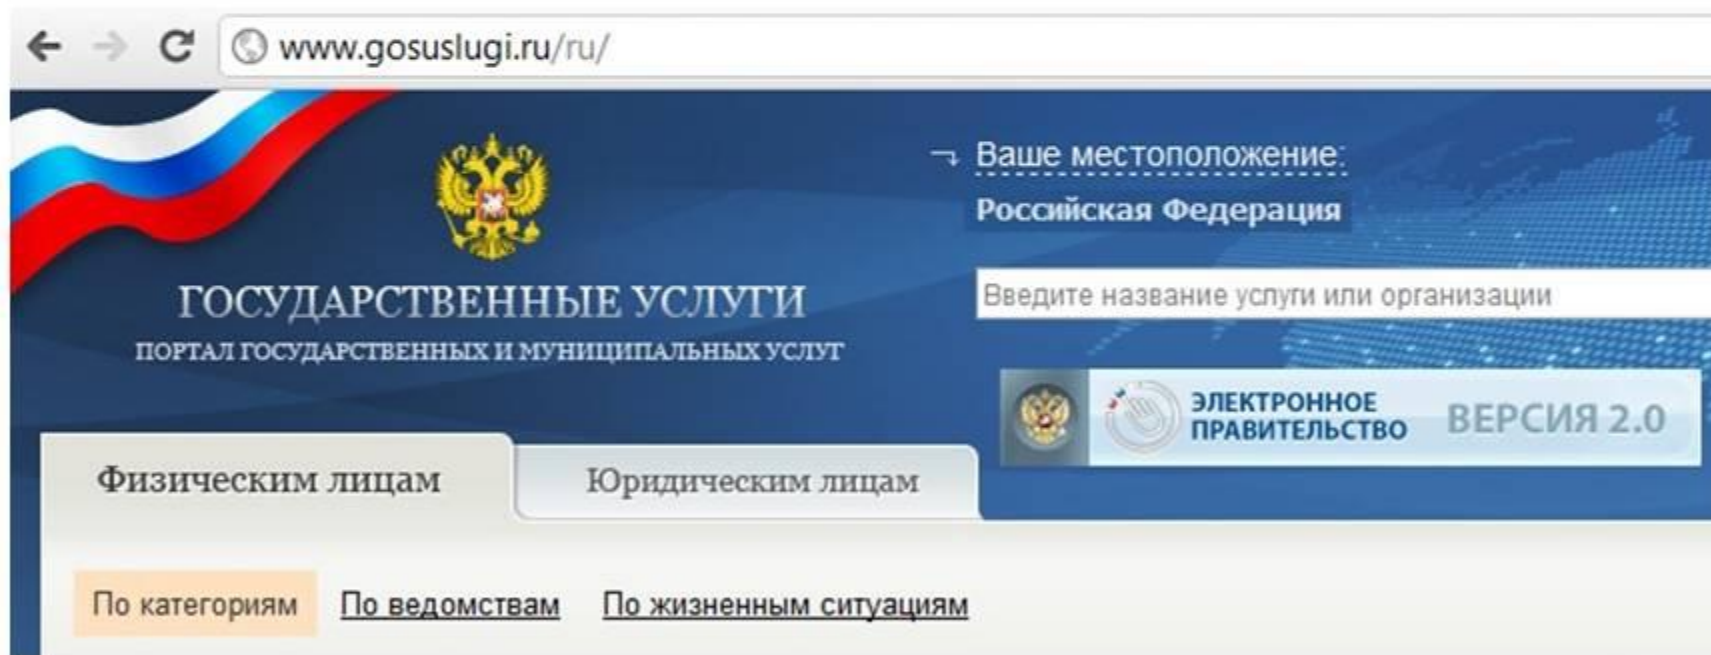 www.gosuslugi.ru/ru/
Ваше местоположение:
Российская Федерация
ГОСУДАРСТВЕННЫЕ УСЛУГИ
ПОРТАЛ ГОСУДАРСТВЕННЫХ И МУНИЦИПАЛЬНЫХ УСЛУГ
Введите название услуги или организации
ЭЛЕКТРОННОЕ
ПРАВИТЕЛЬСТВО
ВЕРСИЯ 2.0
Физическим лицам
Юридическим лицам
По категориям
По ведомствам
По жизненным ситуациям